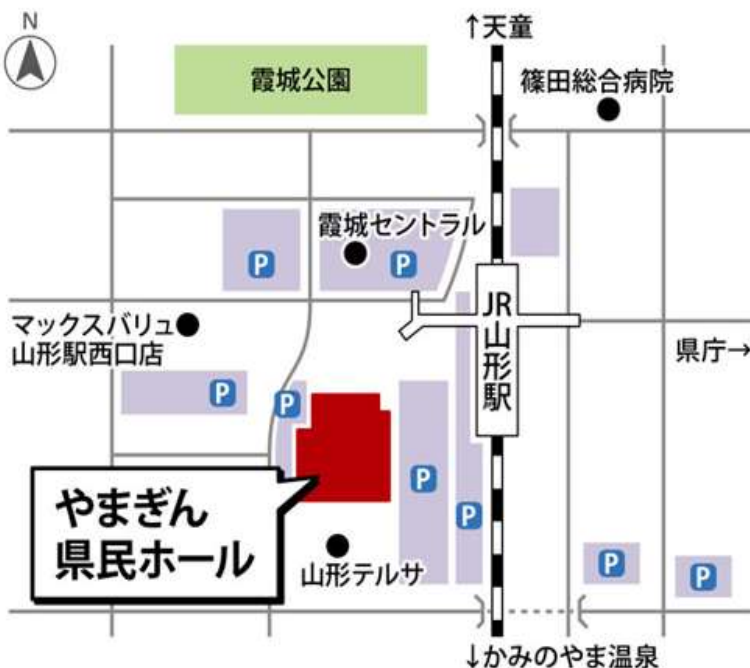 N
↑天童
霞城公園
篠田総合病院
霞城セントラル
P
P
マックスバリュ
山形駅西口店
JR山形駅
県庁→
P
P
P
P
やまぎん
県民ホール
山形テルサ
P
P
↓かみのやま温泉